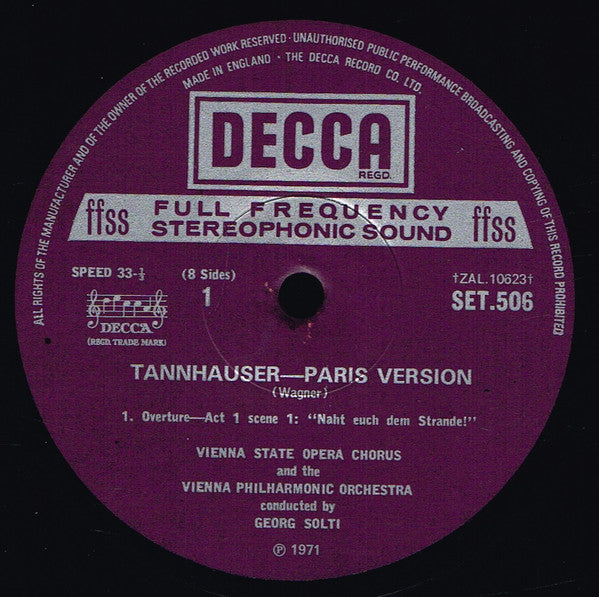 ALL RIGHTS OF THE MANUFACTURER AND OF THE OWNER OF THE RECORDED WORK RESERVED · UNAUTHORISED PUBLIC PERFORMANCE BROADCASTING AND COPYING OF THIS RECORD PROHIBITED
MADE IN ENGLAND · THE DECCA RECORD CO. LTD.
DECCA
REGD.
ffss FULL FREQUENCY STEREOPHONIC SOUND ffss
SPEED 33-⅓ (8 Sides) †ZAL.10623†
1 SET.506
DECCA
(REGD. TRADE MARK)
TANNHAUSER—PARIS VERSION
(Wagner)
1. Overture—Act 1 scene 1: "Naht euch dem Strande!"
VIENNA STATE OPERA CHORUS
and the
VIENNA PHILHARMONIC ORCHESTRA
conducted by
GEORG SOLTI
℗ 1971